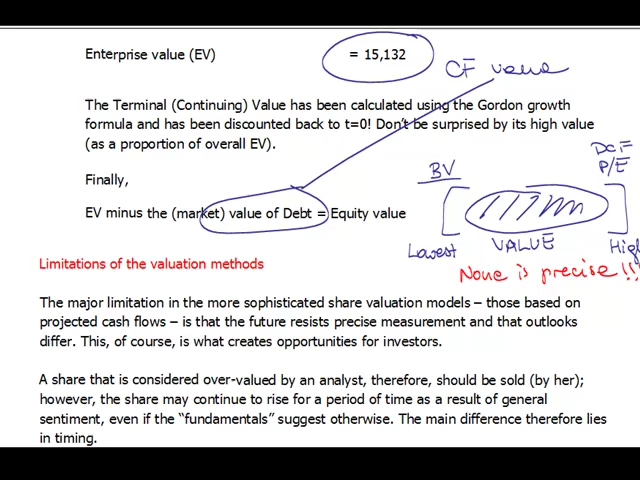 Enterprise value (EV) = 15,132
CF value
The Terminal (Continuing) Value has been calculated using the Gordon growth
formula and has been discounted back to t=0! Don't be surprised by its high value
(as a proportion of overall EV).
DCF
P/E
BV
Finally,
EV minus the (market) value of Debt = Equity value
Lowest VALUE High
None is precise!!
Limitations of the valuation methods
The major limitation in the more sophisticated share valuation models – those based on
projected cash flows – is that the future resists precise measurement and that outlooks
differ. This, of course, is what creates opportunities for investors.
A share that is considered over-valued by an analyst, therefore, should be sold (by her);
however, the share may continue to rise for a period of time as a result of general
sentiment, even if the "fundamentals" suggest otherwise. The main difference therefore lies
in timing.